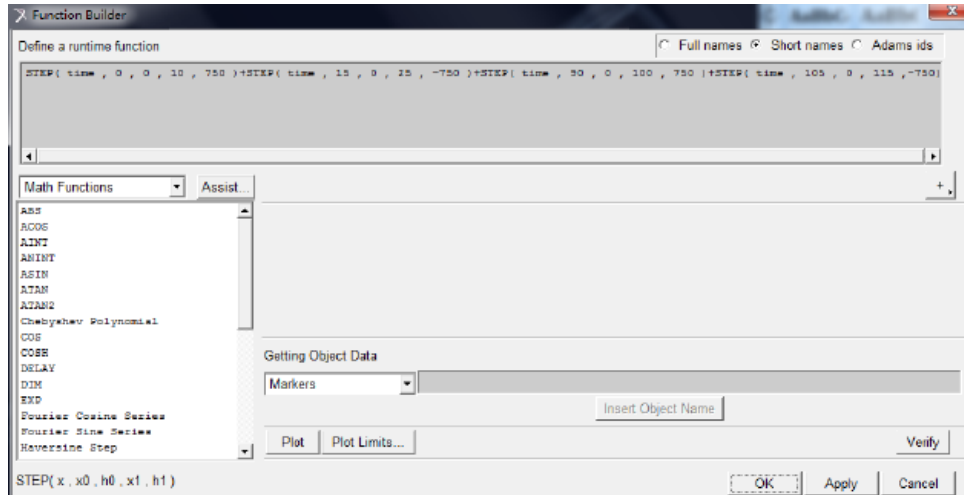 Function Builder
Define a runtime function
Full names Short names Adams ids
STEP( time , 0 , 0 , 10 , 750 )+STEP( time , 15 , 0 , 25 , -750 )+STEP( time , 90 , 0 , 100 , 750 )+STEP( time , 105 , 0 , 115 ,-750)
Math Functions Assist... +
ABS
ACOS
AINT
ANINT
ASIN
ATAN
ATAN2
Chebyshev Polynomial
COS
COSH
DELAY
DIM
EXP
Fourier Cosine Series
Fourier Sine Series
Haversine Step
Getting Object Data
Markers
Insert Object Name
Plot Plot Limits... Verify
STEP( x , x0 , h0 , x1 , h1 )
OK Apply Cancel